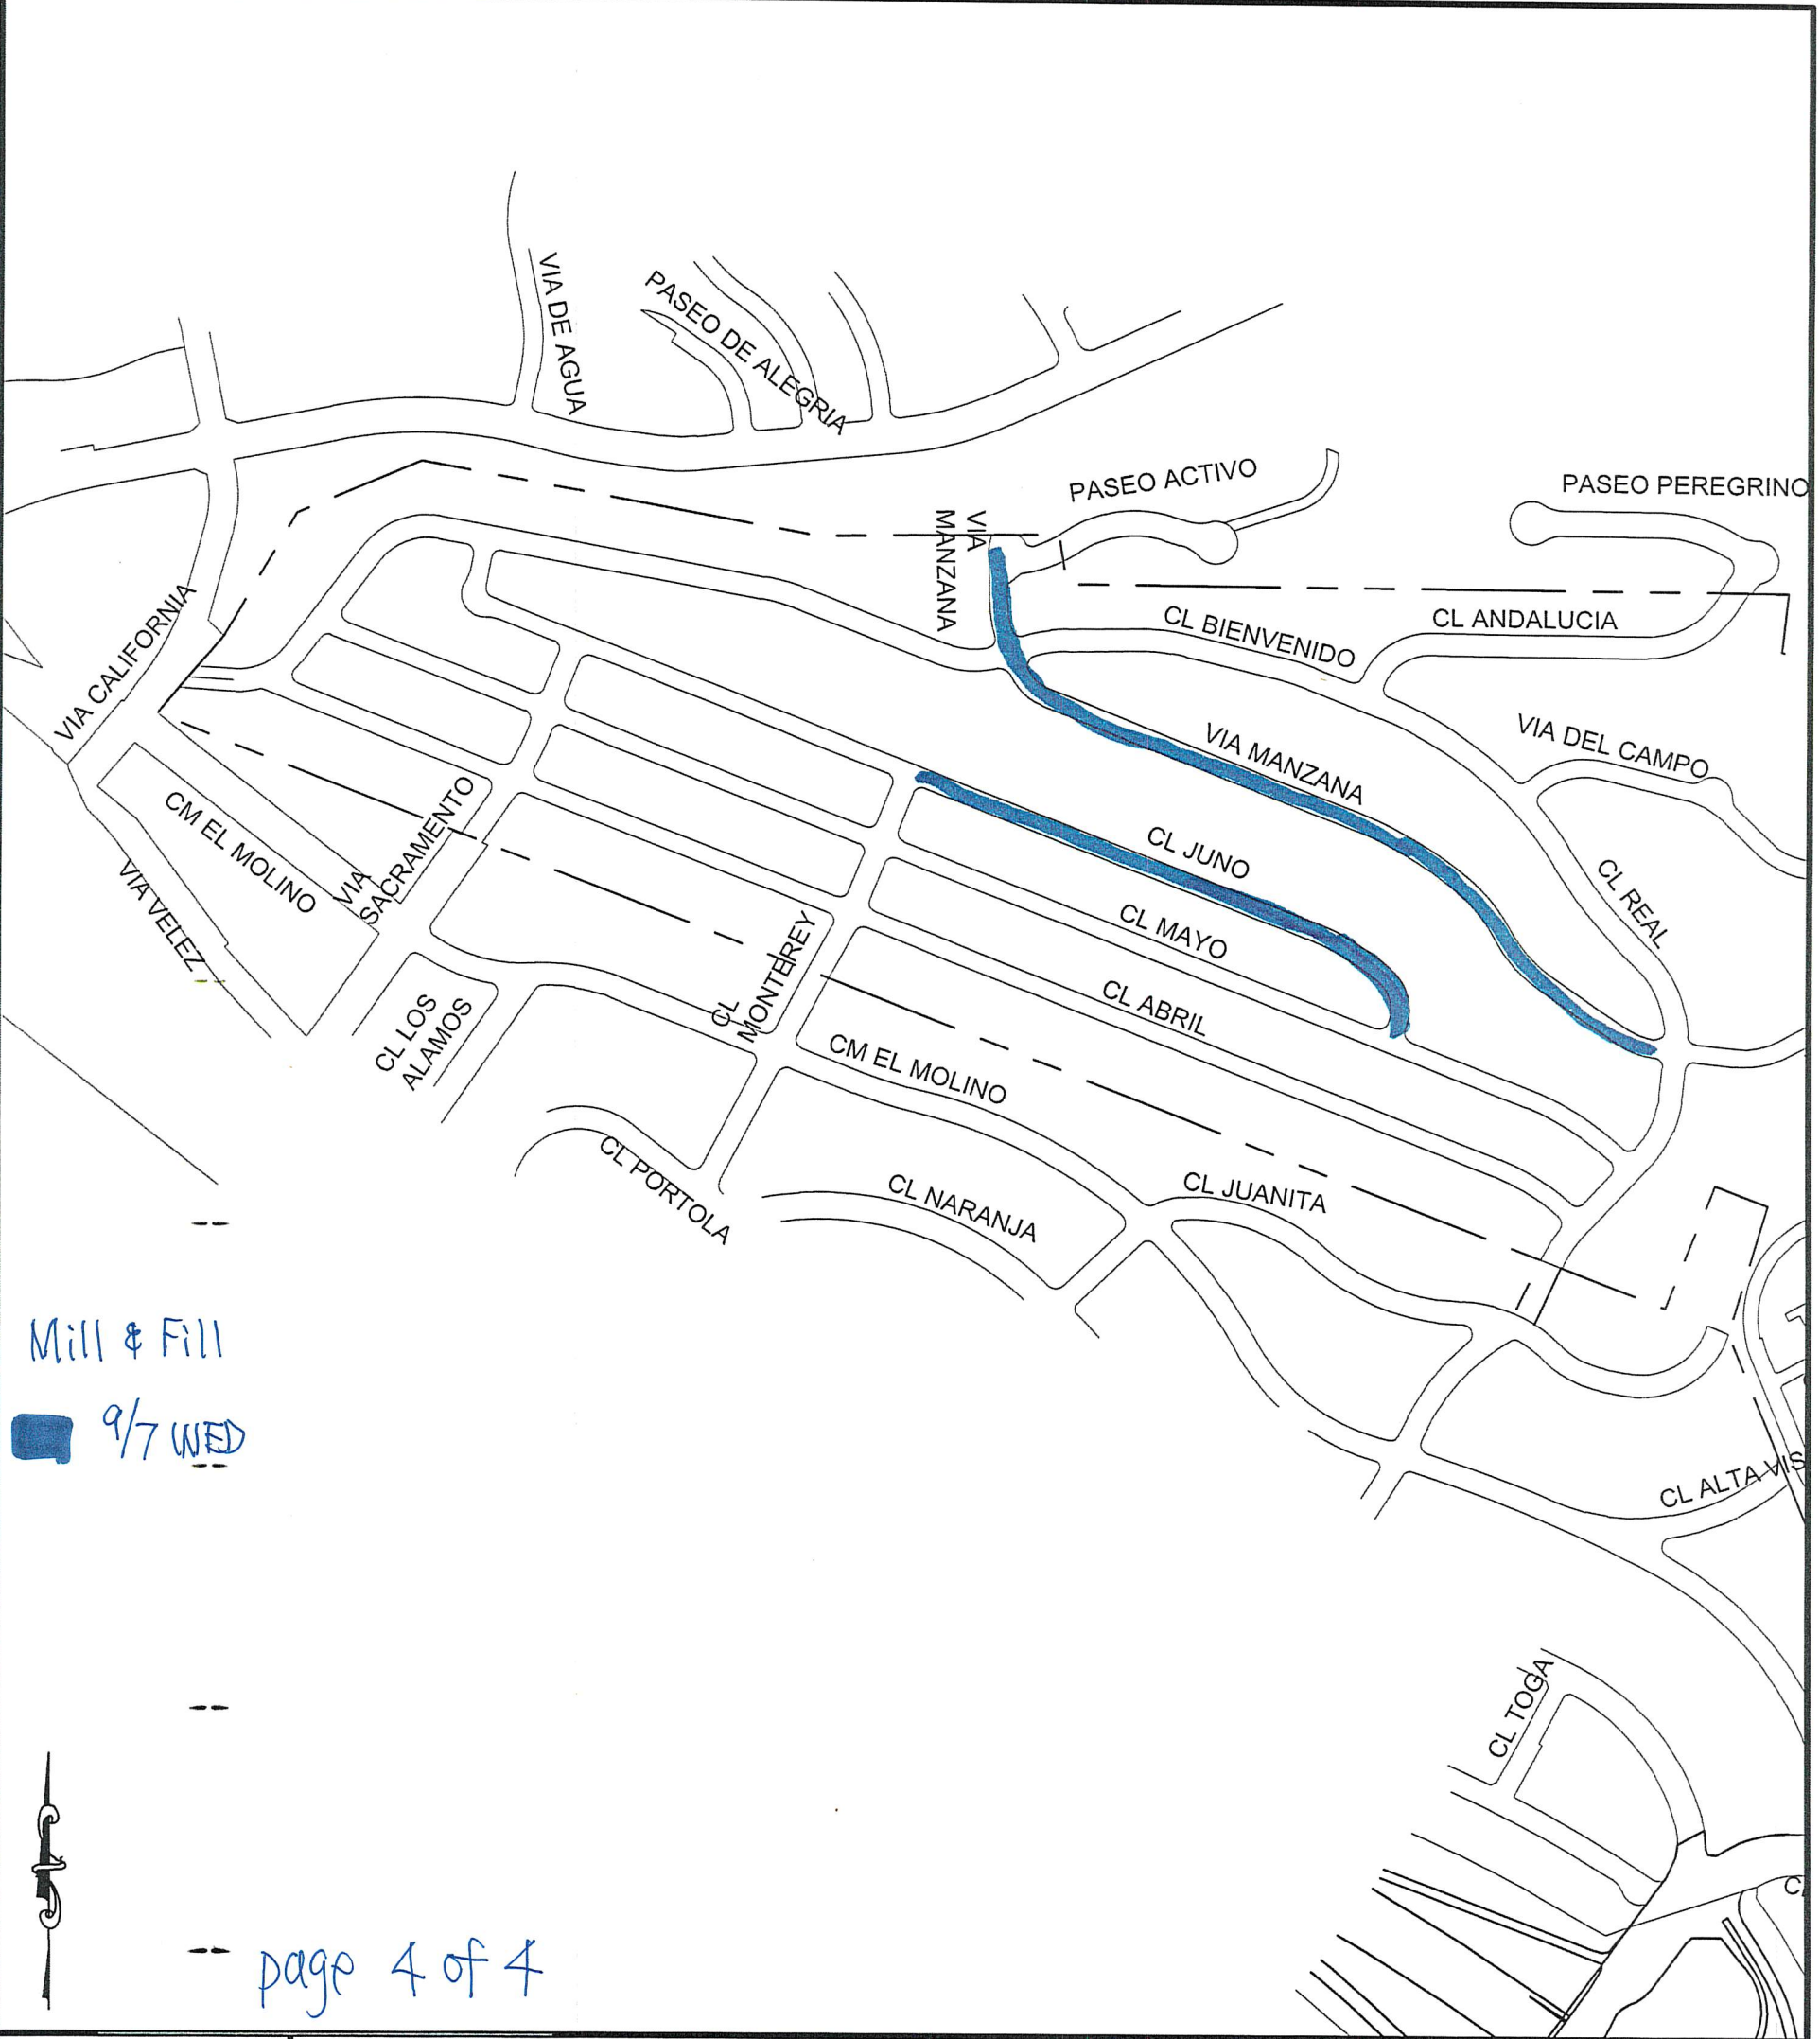 VIA DE AGUA
PASEO DE ALEGRIA
PASEO ACTIVO
PASEO PEREGRINO
VIA
MANZANA
CL BIENVENIDO
CL ANDALUCIA
VIA CALIFORNIA
VIA MANZANA
VIA DEL CAMPO
CM EL MOLINO
VIA
SACRAMENTO
CL JUNO
CL REAL
VIA VELEZ
CL MAYO
CL
MONTEREY
CL ABRIL
CL LOS
ALAMOS
CM EL MOLINO
CL PORTOLA
CL NARANJA
CL JUANITA
Mill & Fill
9/7 WED
CL ALTA VIS
CL TOGA
page 4 of 4